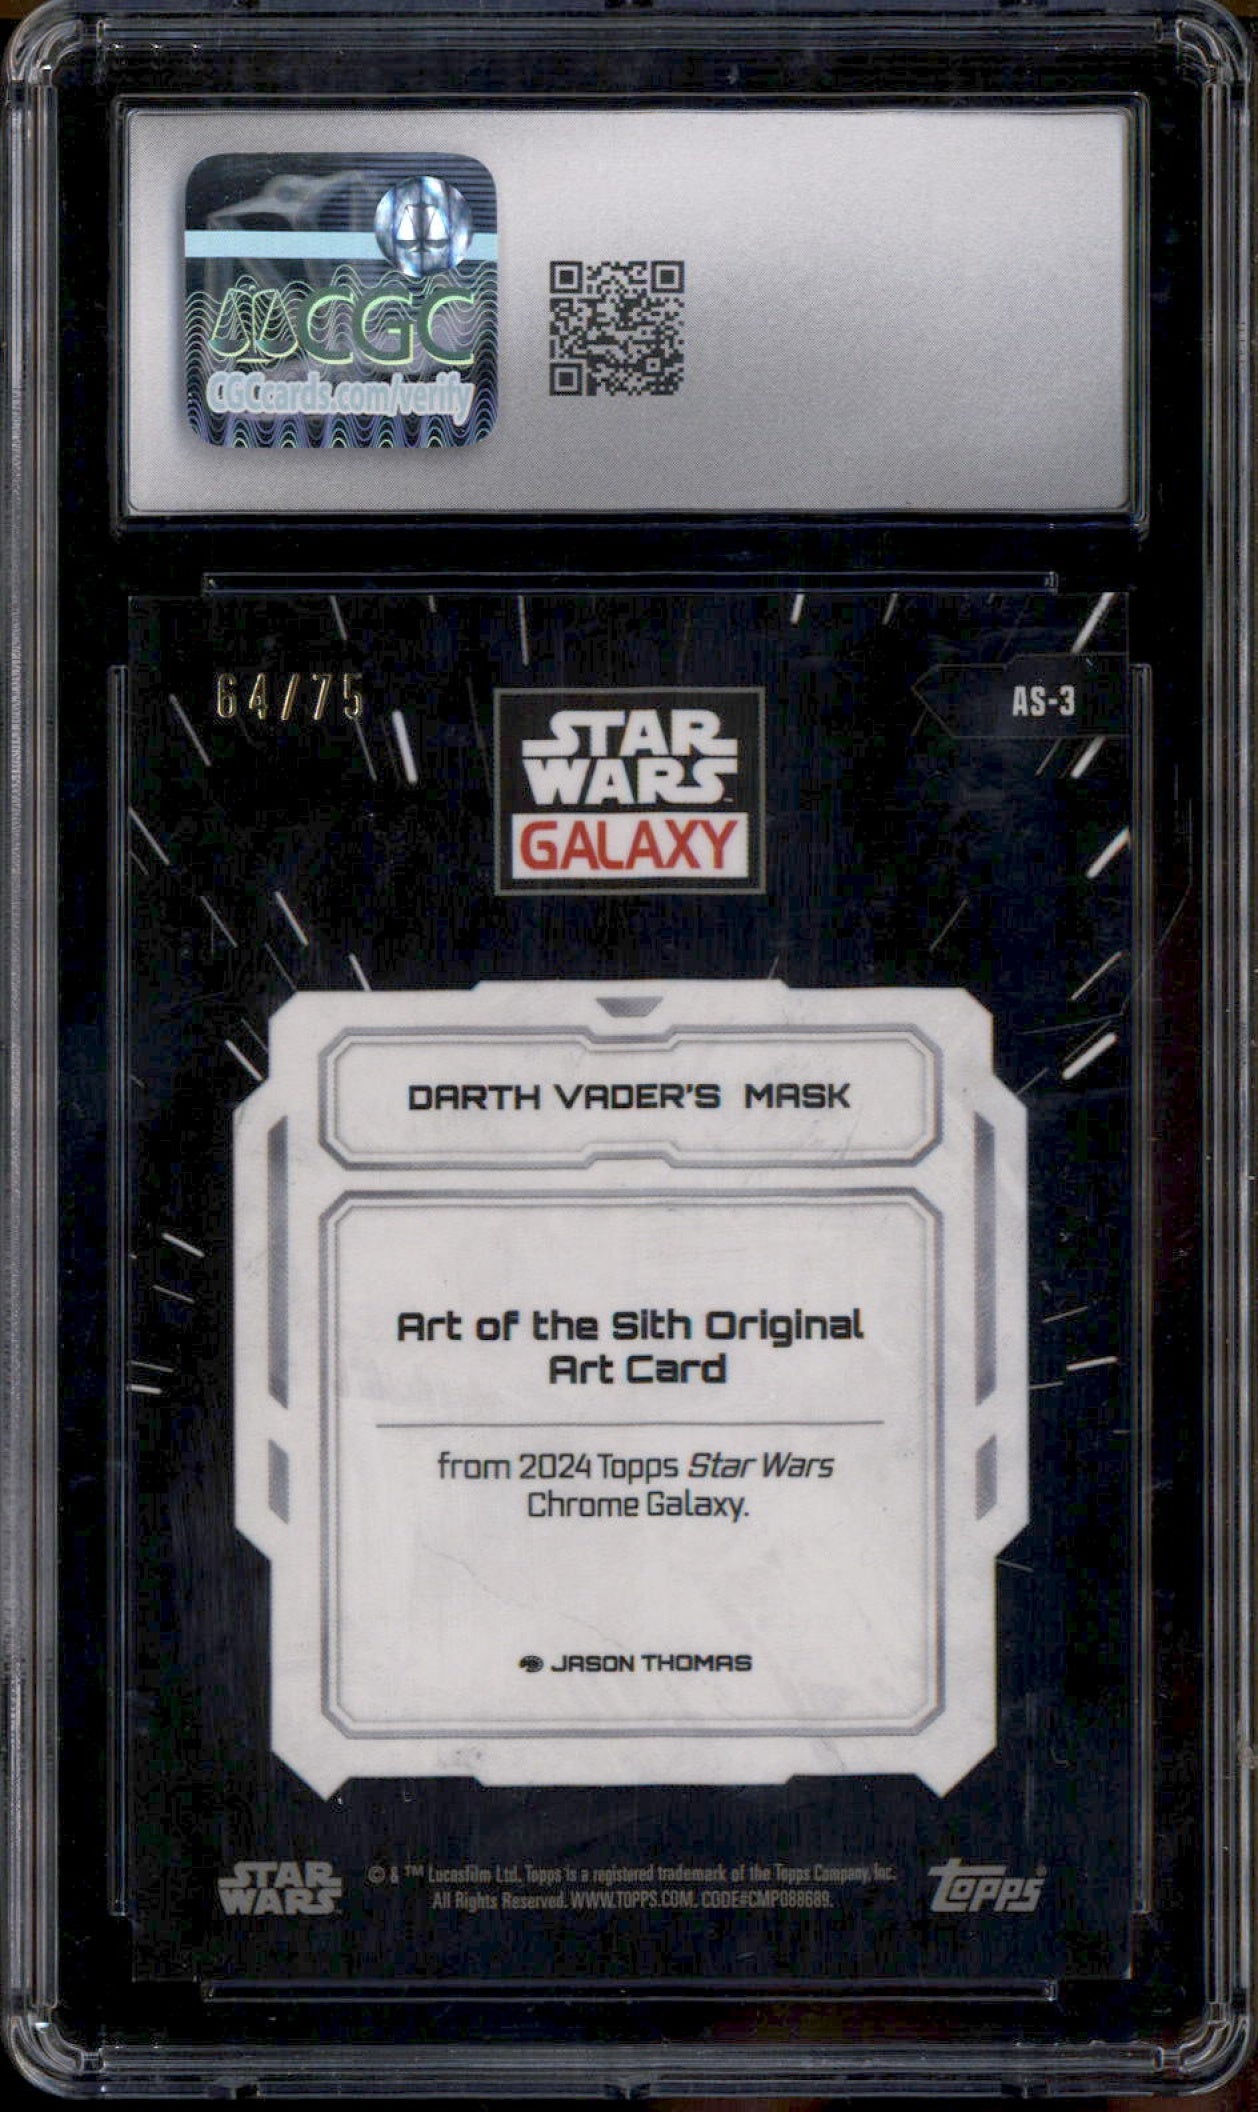 CGC
CGCcards.com/verify
64/75
AS-3
STAR
WARS™
GALAXY
DARTH VADER'S MASK
Art of the Sith Original
Art Card
from 2024 Topps Star Wars
Chrome Galaxy.
JASON THOMAS
STAR
WARS
© & ™ Lucasfilm Ltd. Topps is a registered trademark of the Topps Company, Inc.
All Rights Reserved. WWW.TOPPS.COM. CODE#CMP088689.
topps®